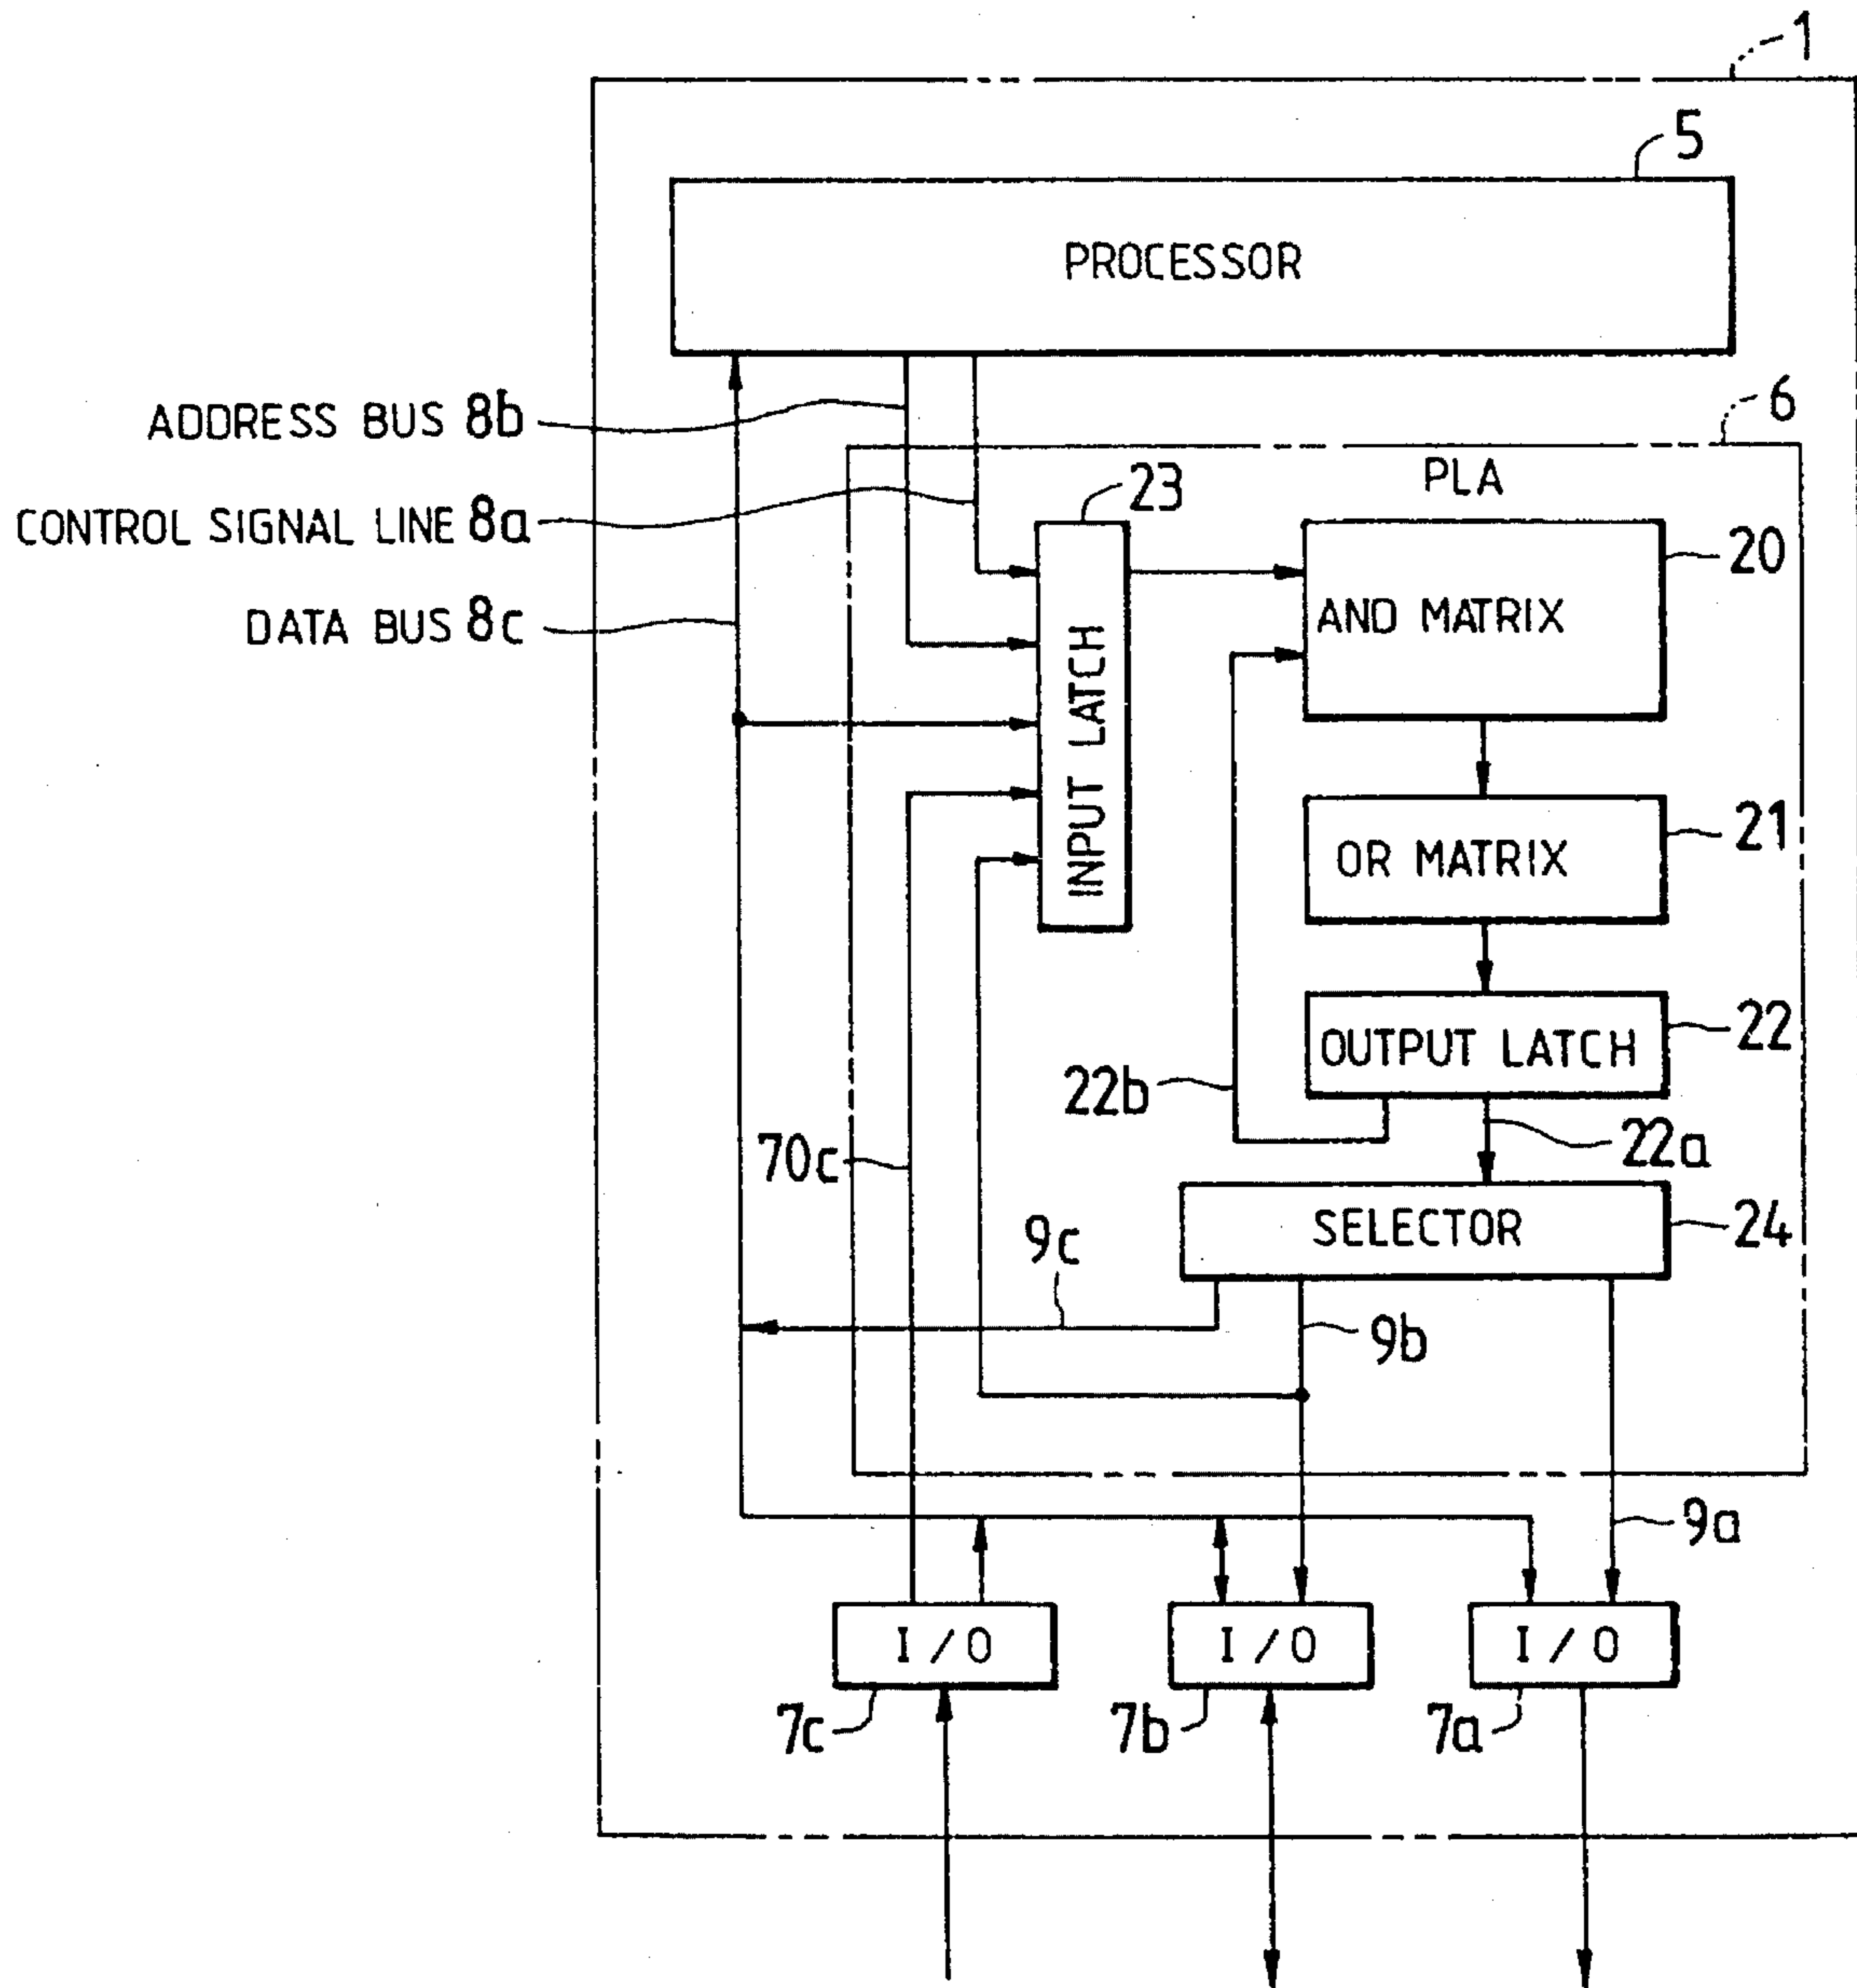 1
5
PROCESSOR
ADDRESS BUS 8b
6
PLA
23
CONTROL SIGNAL LINE 8a
20
AND MATRIX
DATA BUS 8c
INPUT LATCH
21
OR MATRIX
22
OUTPUT LATCH
22b
22a
70c
SELECTOR
24
9c
9b
9a
I/O
I/O
I/O
7c
7b
7a